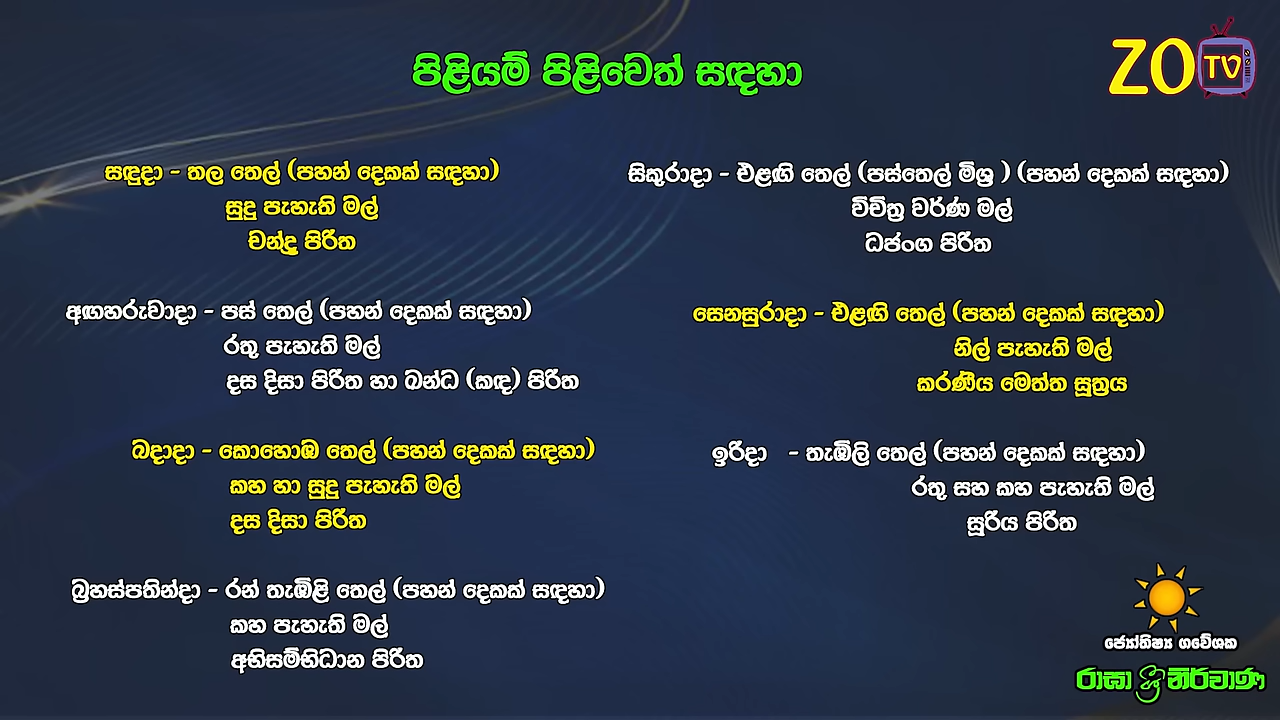 පිළියම් පිළිවෙත් සඳහා
ZO TV
සඳුදා - තල තෙල් (පහන් දෙකක් සඳහා)
සුදු පැහැති මල්
චන්ද්‍ර පිරිත
අඟහරුවාදා - පස් තෙල් (පහන් දෙකක් සඳහා)
රතු පැහැති මල්
දස දිසා පිරිත හා ඛන්ධ (කඳ) පිරිත
බදාදා - කොහොඹ තෙල් (පහන් දෙකක් සඳහා)
කහ හා සුදු පැහැති මල්
දස දිසා පිරිත
බ්‍රහස්පතින්දා - රන් තැඹිළි තෙල් (පහන් දෙකක් සඳහා)
කහ පැහැති මල්
අභිසම්භිධාන පිරිත
සිකුරාදා - එළඟි තෙල් (පස්තෙල් මිශ්‍ර ) (පහන් දෙකක් සඳහා)
විචිත්‍ර වර්ණ මල්
ධජංග පිරිත
සෙනසුරාදා - එළඟි තෙල් (පහන් දෙකක් සඳහා)
නිල් පැහැති මල්
කරණීය මෙත්ත සූත්‍රය
ඉරිදා - තැඹිලි තෙල් (පහන් දෙකක් සඳහා)
රතු සහ කහ පැහැති මල්
සූරිය පිරිත
ජ්‍යෝතිෂ්‍ය ගවේශක
රාඝා ශ්‍රී නිර්වාණ